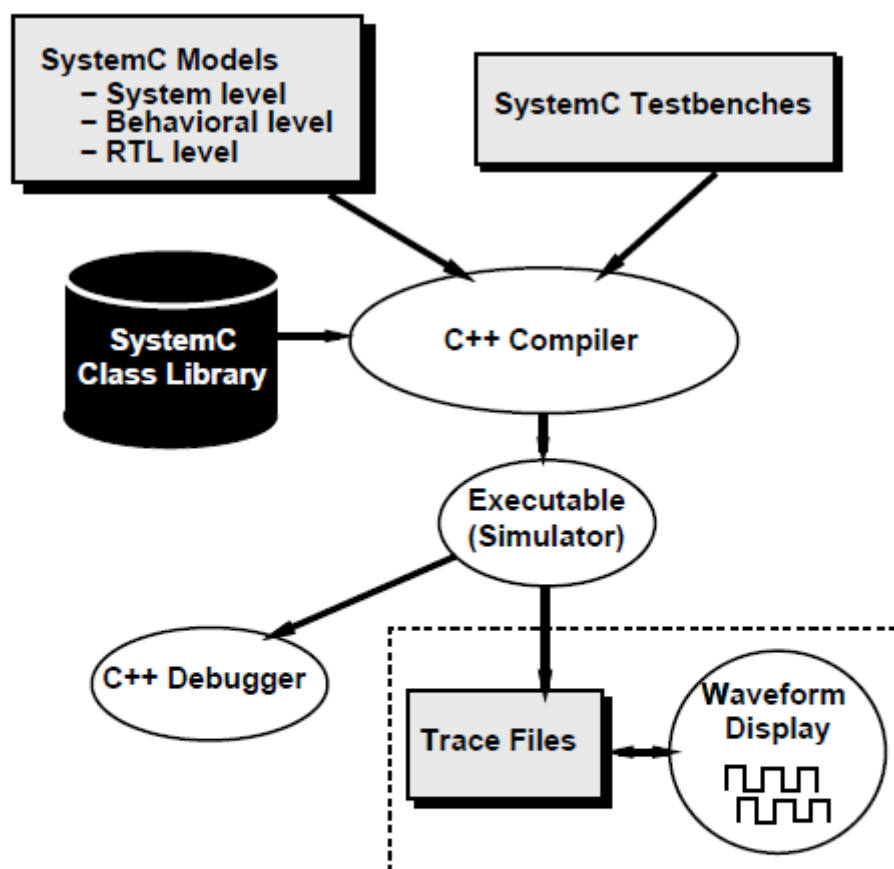 SystemC Models
– System level
– Behavioral level
– RTL level
SystemC Testbenches
SystemC
Class Library
C++ Compiler
Executable
(Simulator)
C++ Debugger
Trace Files
Waveform
Display